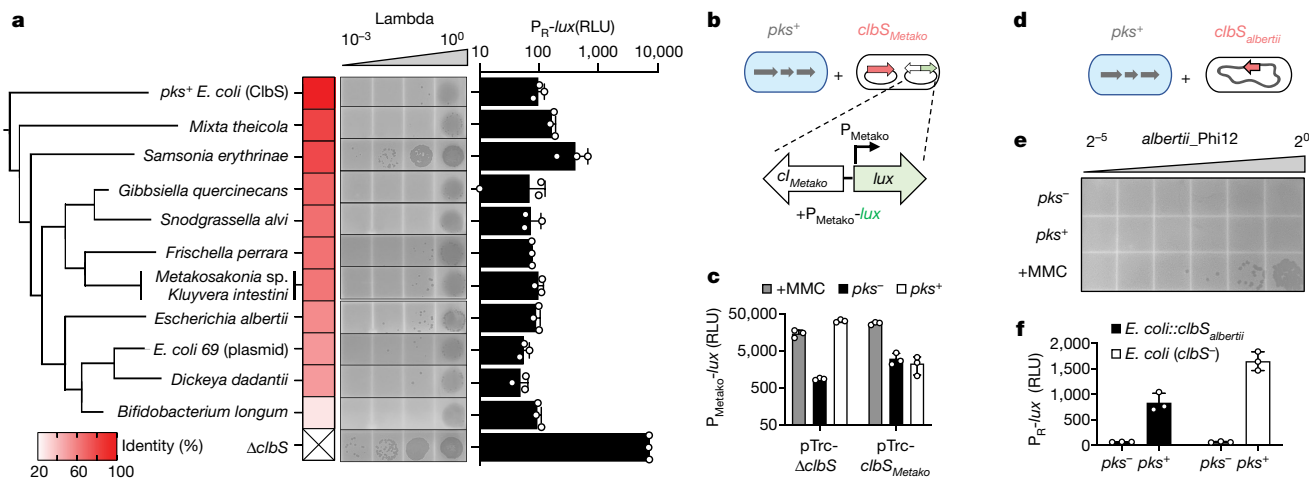 a
Lambda
10⁻³ 10⁰
P_R-lux(RLU)
10 100 1,000 10,000
pks⁺ E. coli (ClbS)
Mixta theicola
Samsonia erythrinae
Gibbsiella quercinecans
Snodgrassella alvi
Frischella perrara
Metakosakonia sp.
Kluyvera intestini
Escherichia albertii
E. coli 69 (plasmid)
Dickeya dadantii
Bifidobacterium longum
ΔclbS
Identity (%)
20 60 100
b
pks⁺ clbS_Metako
+
P_Metako
cI_Metako lux
+P_Metako-lux
c
+MMC pks⁻ pks⁺
P_Metako-lux (RLU)
50,000
5,000
500
50
pTrc-ΔclbS
pTrc-clbS_Metako
d
pks⁺ clbS_albertii
+
e
2⁻⁵ albertii_Phi12 2⁰
pks⁻
pks⁺
+MMC
f
E. coli::clbS_albertii
E. coli (clbS⁻)
P_R-lux (RLU)
2,000
1,500
1,000
500
0
pks⁻ pks⁺ pks⁻ pks⁺